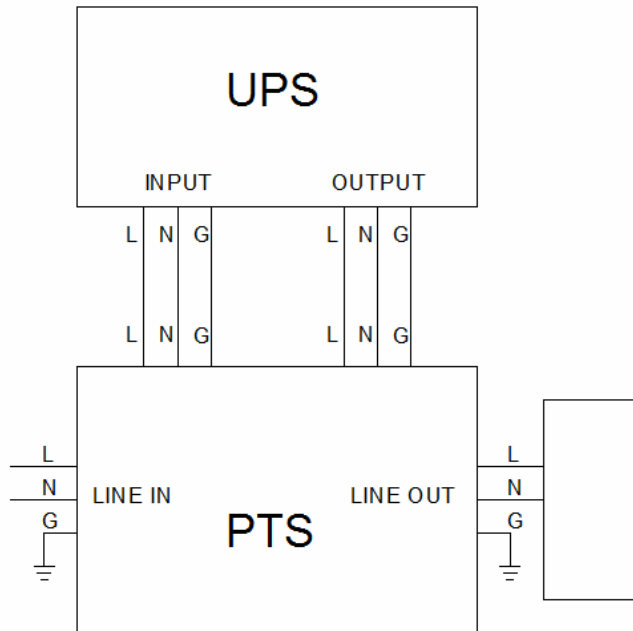 UPS
INPUT OUTPUT
L N G L N G
L N G L N G
L L
N LINE IN LINE OUT N
G PTS G